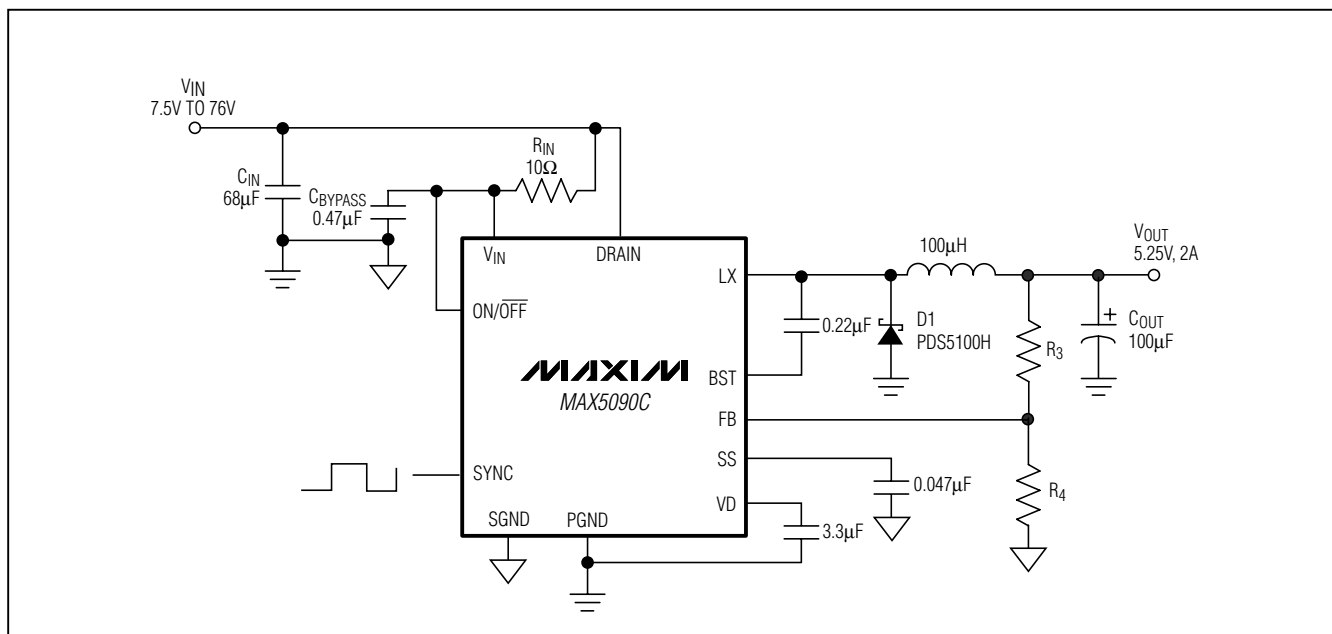 VIN
7.5V TO 76V
RIN
10Ω
CIN
68µF
CBYPASS
0.47µF
VIN
DRAIN
LX
100µH
VOUT
5.25V, 2A
ON/OFF
0.22µF
D1
PDS5100H
R3
+
COUT
100µF
MAXIM
MAX5090C
BST
FB
SS
0.047µF
R4
SYNC
VD
3.3µF
SGND
PGND